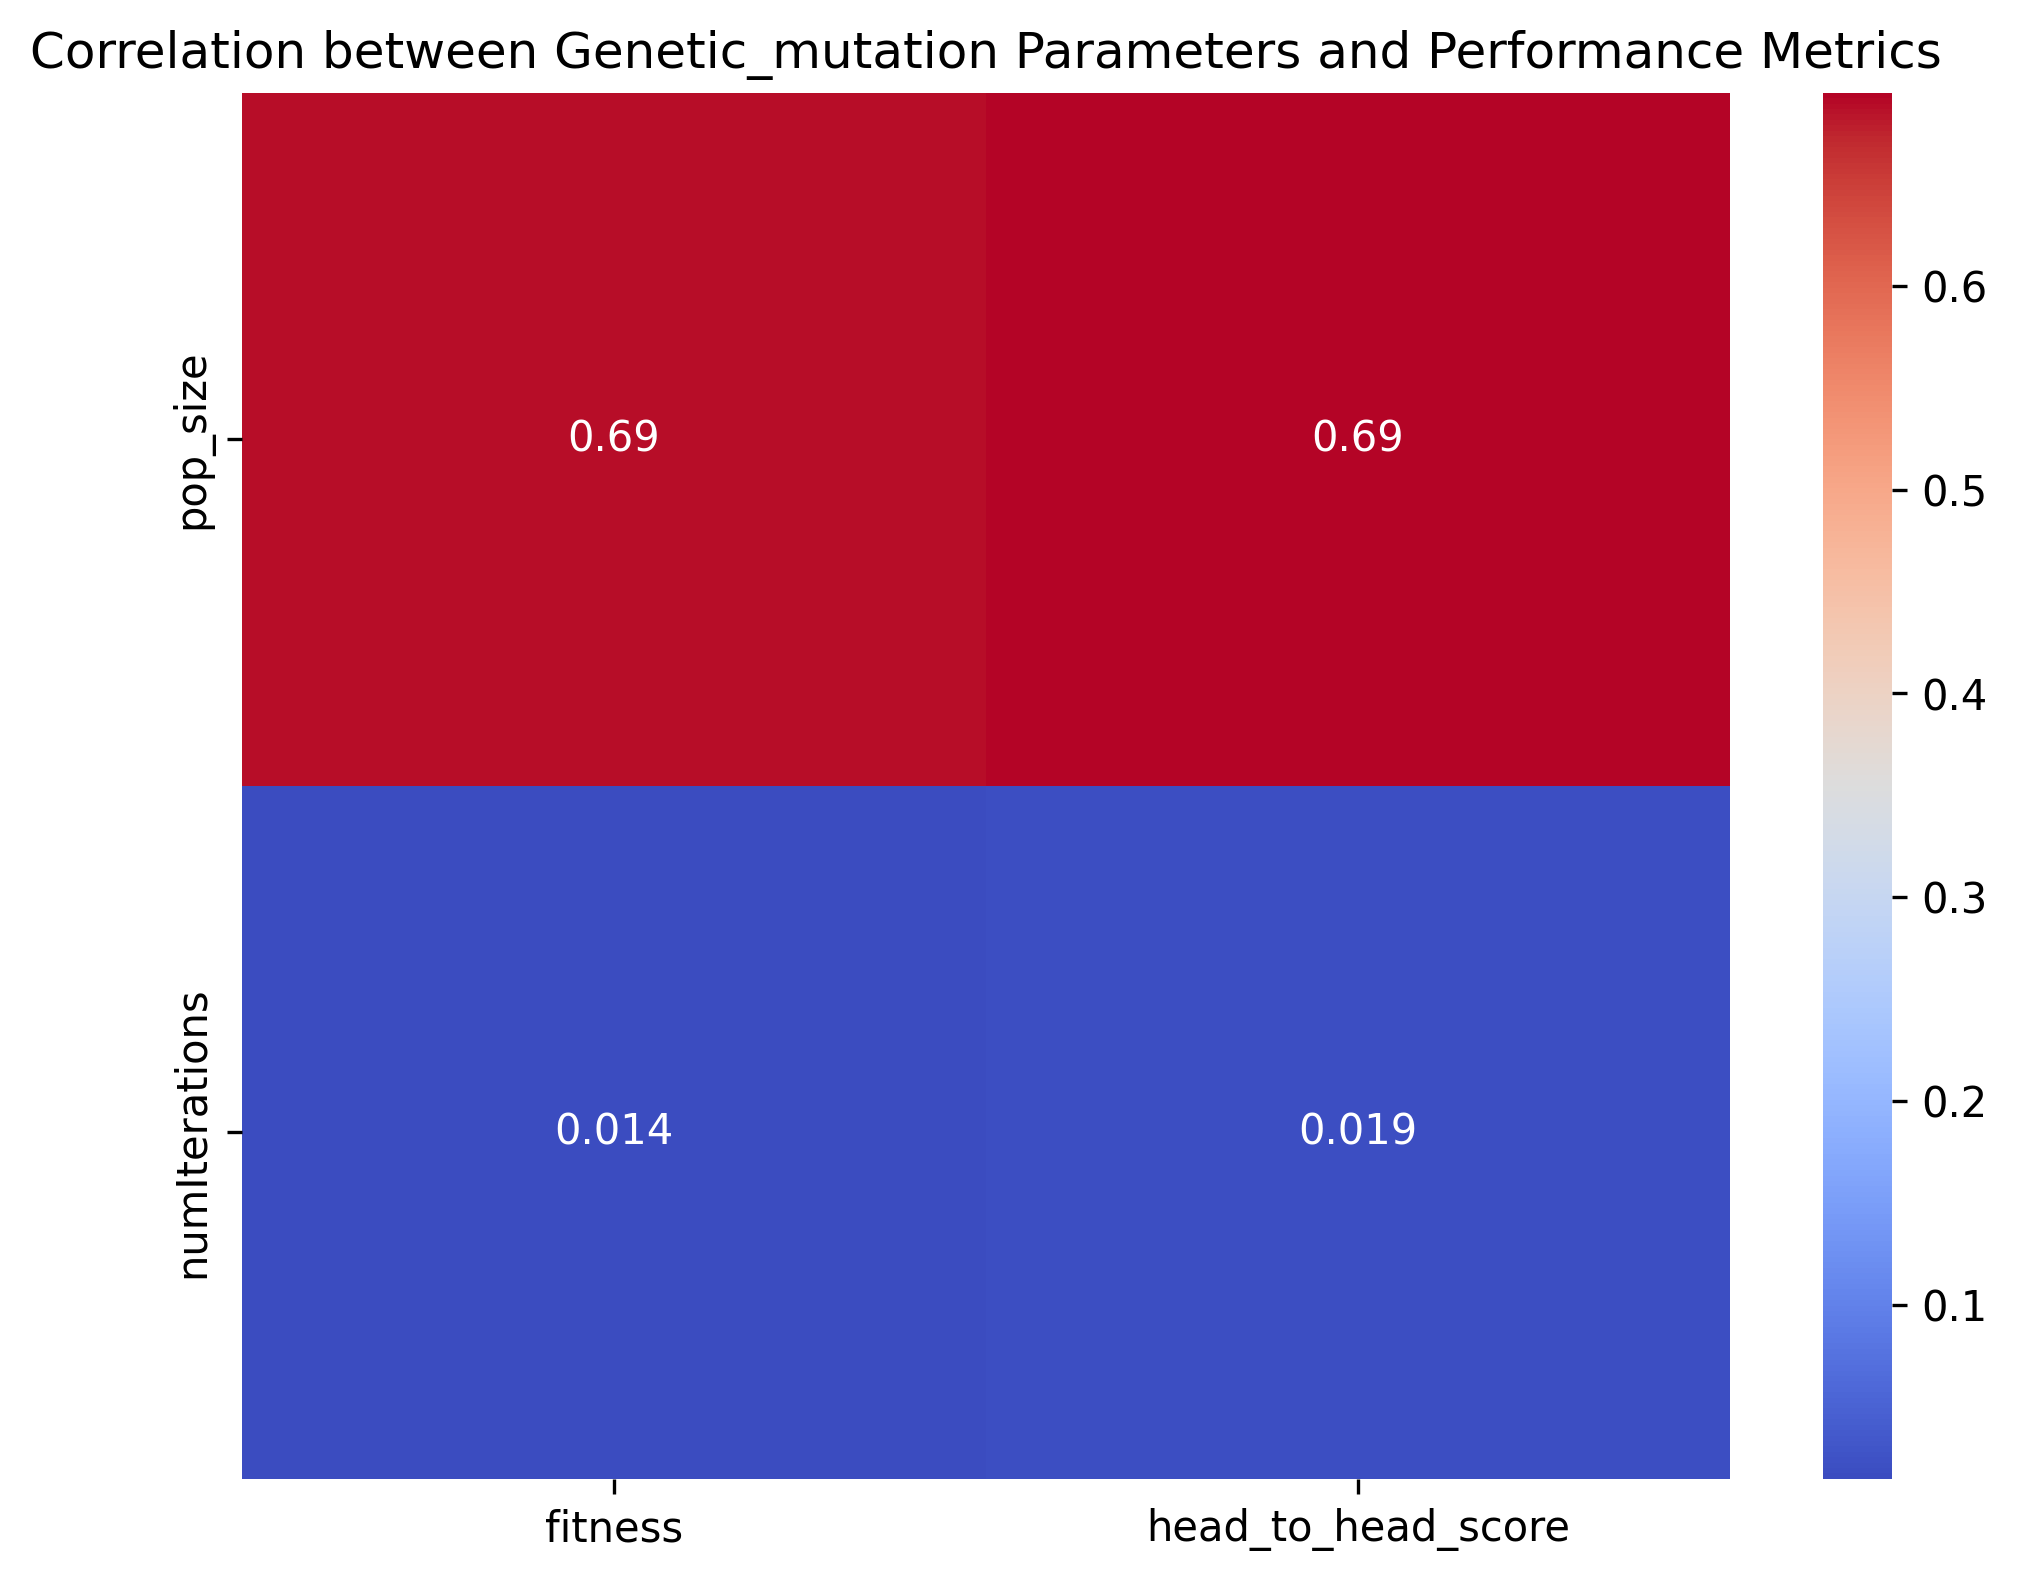 Correlation between Genetic_mutation Parameters and Performance Metrics
pop_size
0.69
0.69
numIterations
0.014
0.019
fitness
head_to_head_score
0.6
0.5
0.4
0.3
0.2
0.1